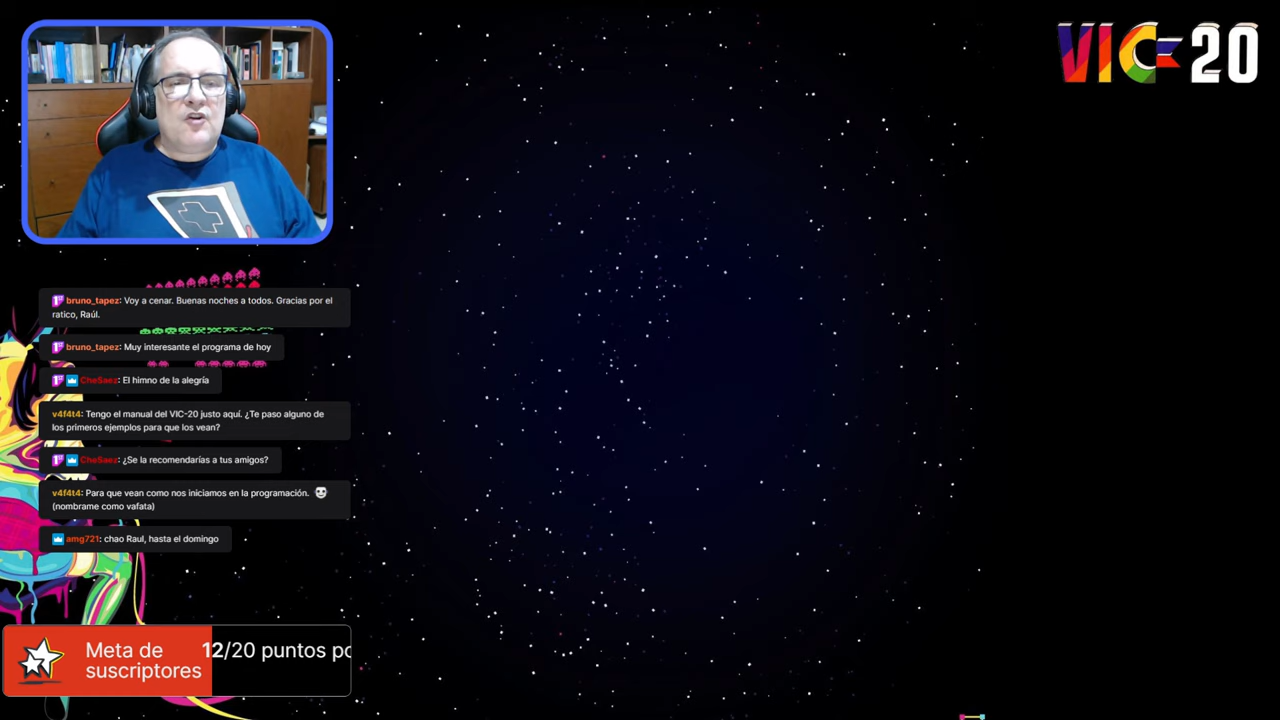 VIC 20
bruno_tapez: Voy a cenar. Buenas noches a todos. Gracias por el
ratico, Raúl.
bruno_tapez: Muy interesante el programa de hoy
CheSaez: El himno de la alegría
v4f4t4: Tengo el manual del VIC-20 justo aquí. ¿Te paso alguno de
los primeros ejemplos para que los vean?
CheSaez: ¿Se la recomendarías a tus amigos?
v4f4t4: Para que vean como nos iniciamos en la programación.
(nombrame como vafata)
amg721: chao Raul, hasta el domingo
Meta de
suscriptores
12/20 puntos po